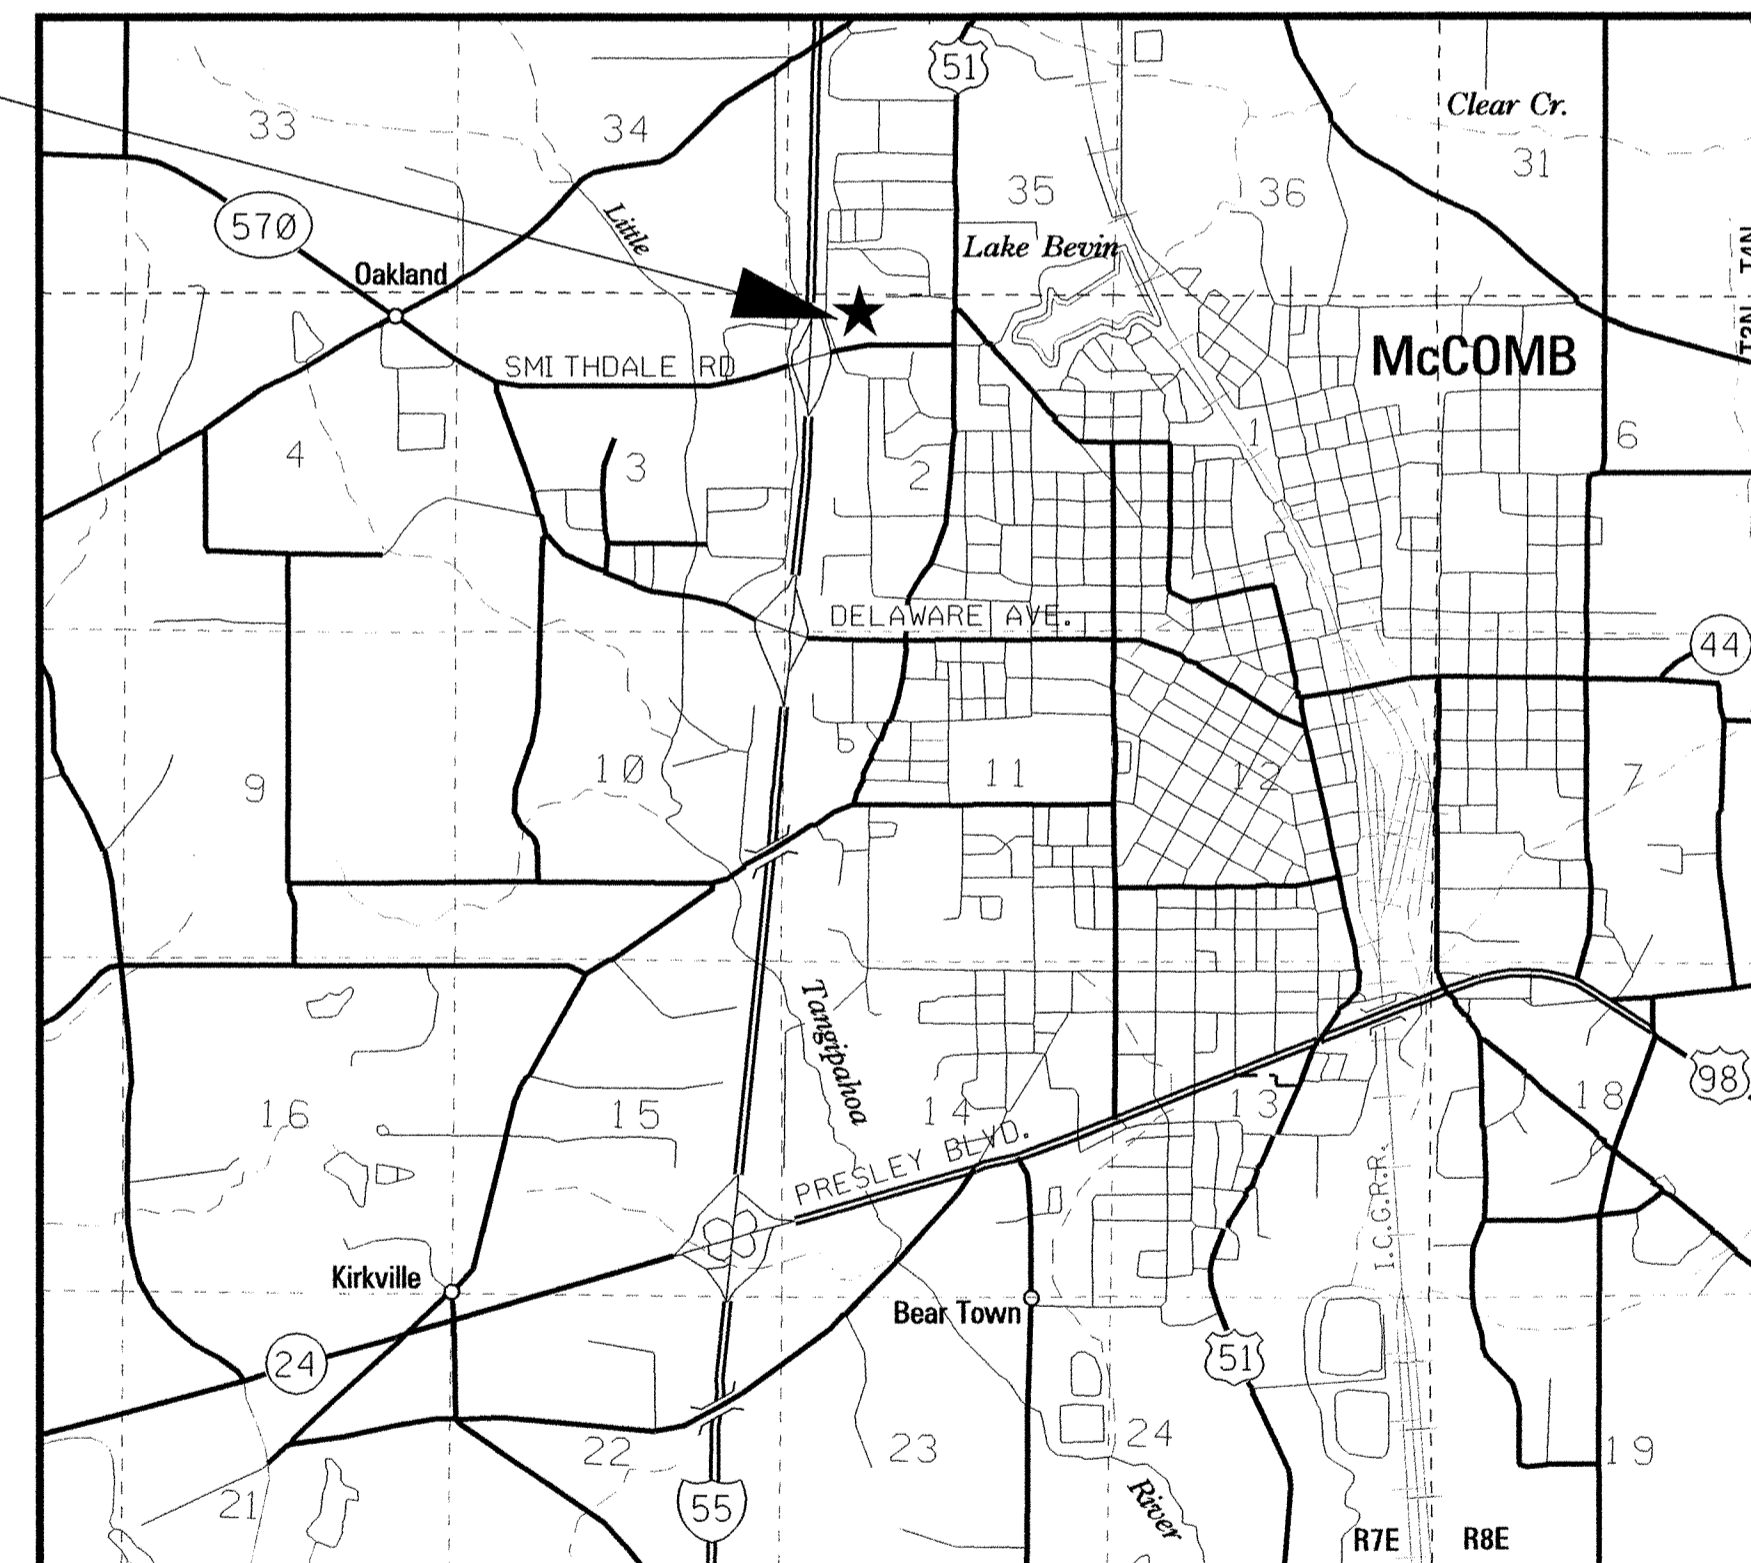 51
Clear Cr.
33
34
31
35
36
570
Little
Lake Bevin
T4N
Oakland
T3N
McCOMB
SMITHDALE RD
1
6
4
3
2
DELAWARE AVE.
44
9
10
11
12
7
Tangipahoa
98
16
15
14
13
18
PRESLEY BLVD.
I.C.G.R.R.
Kirkville
Bear Town
24
51
22
23
24
19
21
55
River
R7E
R8E